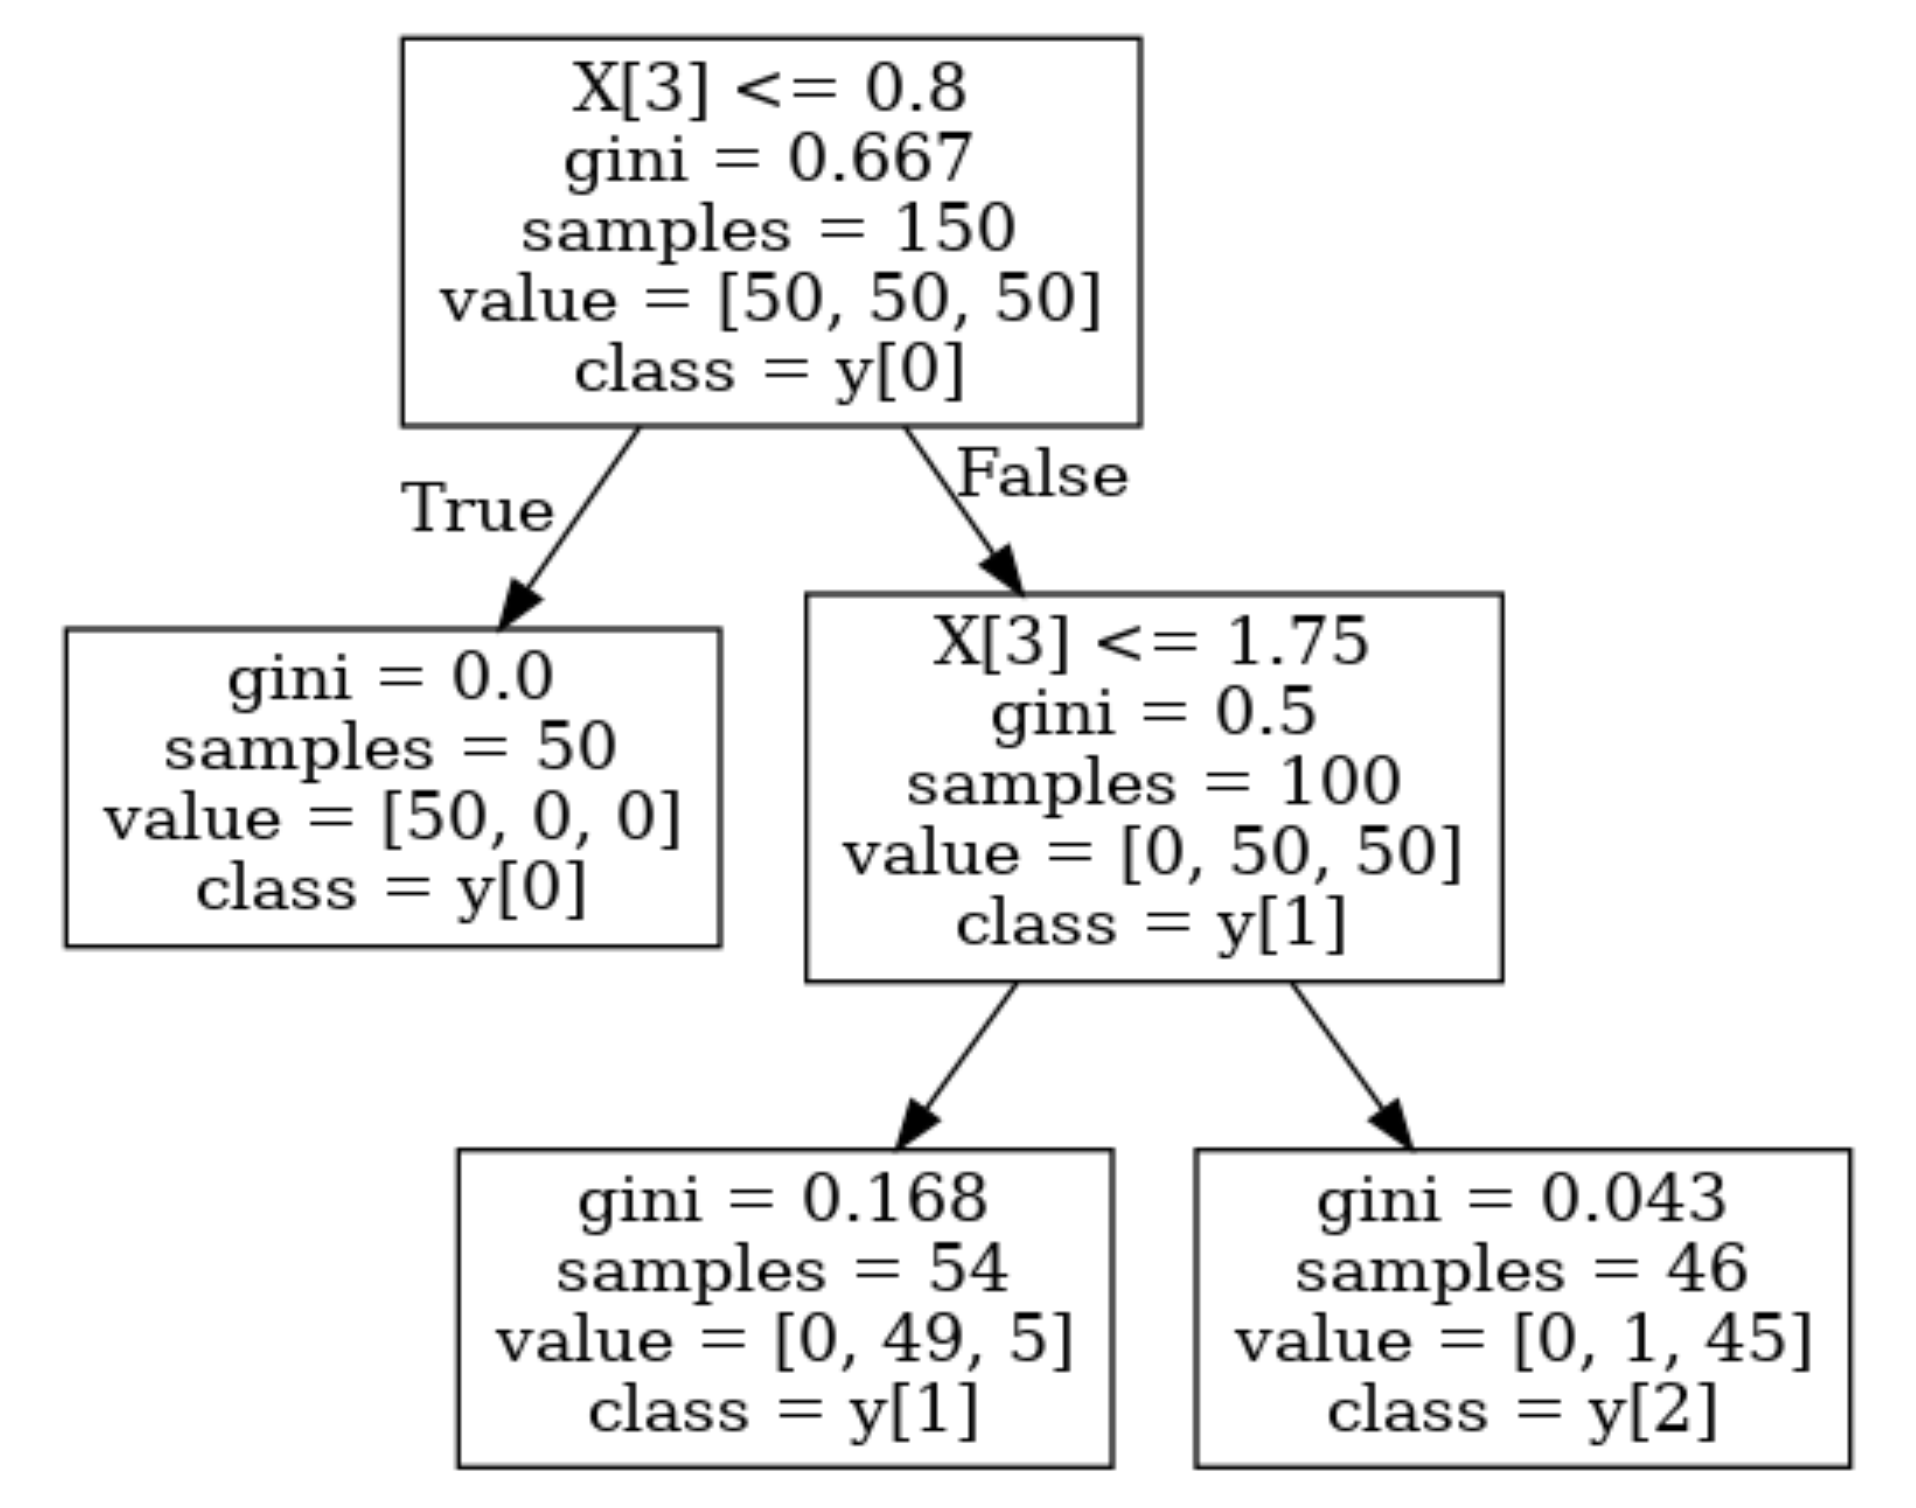 X[3] <= 0.8
gini = 0.667
samples = 150
value = [50, 50, 50]
class = y[0]
True
False
gini = 0.0
samples = 50
value = [50, 0, 0]
class = y[0]
X[3] <= 1.75
gini = 0.5
samples = 100
value = [0, 50, 50]
class = y[1]
gini = 0.168
samples = 54
value = [0, 49, 5]
class = y[1]
gini = 0.043
samples = 46
value = [0, 1, 45]
class = y[2]